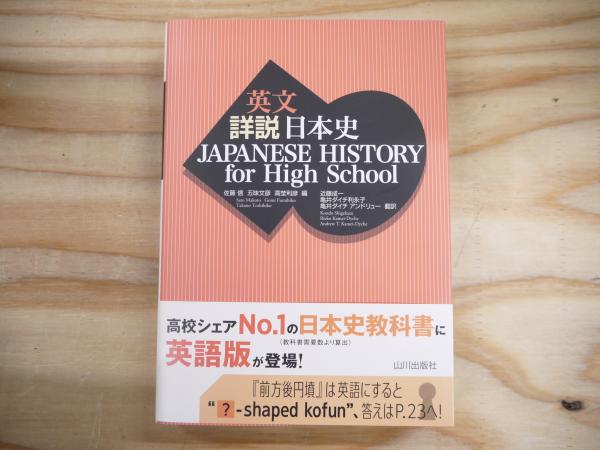 英文
詳説 日本史
JAPANESE HISTORY
for High School
佐藤 信 五味文彦 高埜利彦 編
Sato Makoto Gomi Fumihiko
Takano Toshihiko
近藤成一
亀井ダイチ利永子
亀井ダイチ アンドリュー 翻訳
Kondo Shigekazu
Rieko Kamei-Dyche
Andrew T. Kamei-Dyche
高校シェアNo.1の日本史教科書に
(教科書需要数より算出)
英語版が登場!
山川出版社
『前方後円墳』は英語にすると
“?-shaped kofun”、答えはP.23へ!